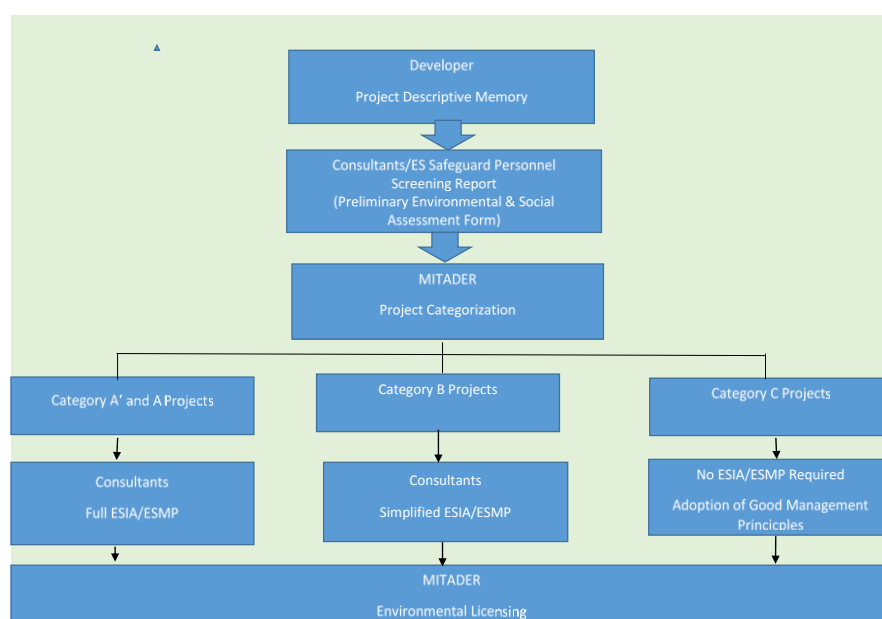 Developer
Project Descriptive Memory
Consultants/ES Safeguard Personnel
Screening Report
(Preliminary Environmental & Social
Assessment Form)
MITADER
Project Categorization
Category A’ and A Projects
Category B Projects
Category C Projects
Consultants
Full ESIA/ESMP
Consultants
Simplified ESIA/ESMP
No ESIA/ESMP Required
Adoption of Good Management
Princicples
MITADER
Environmental Licensing